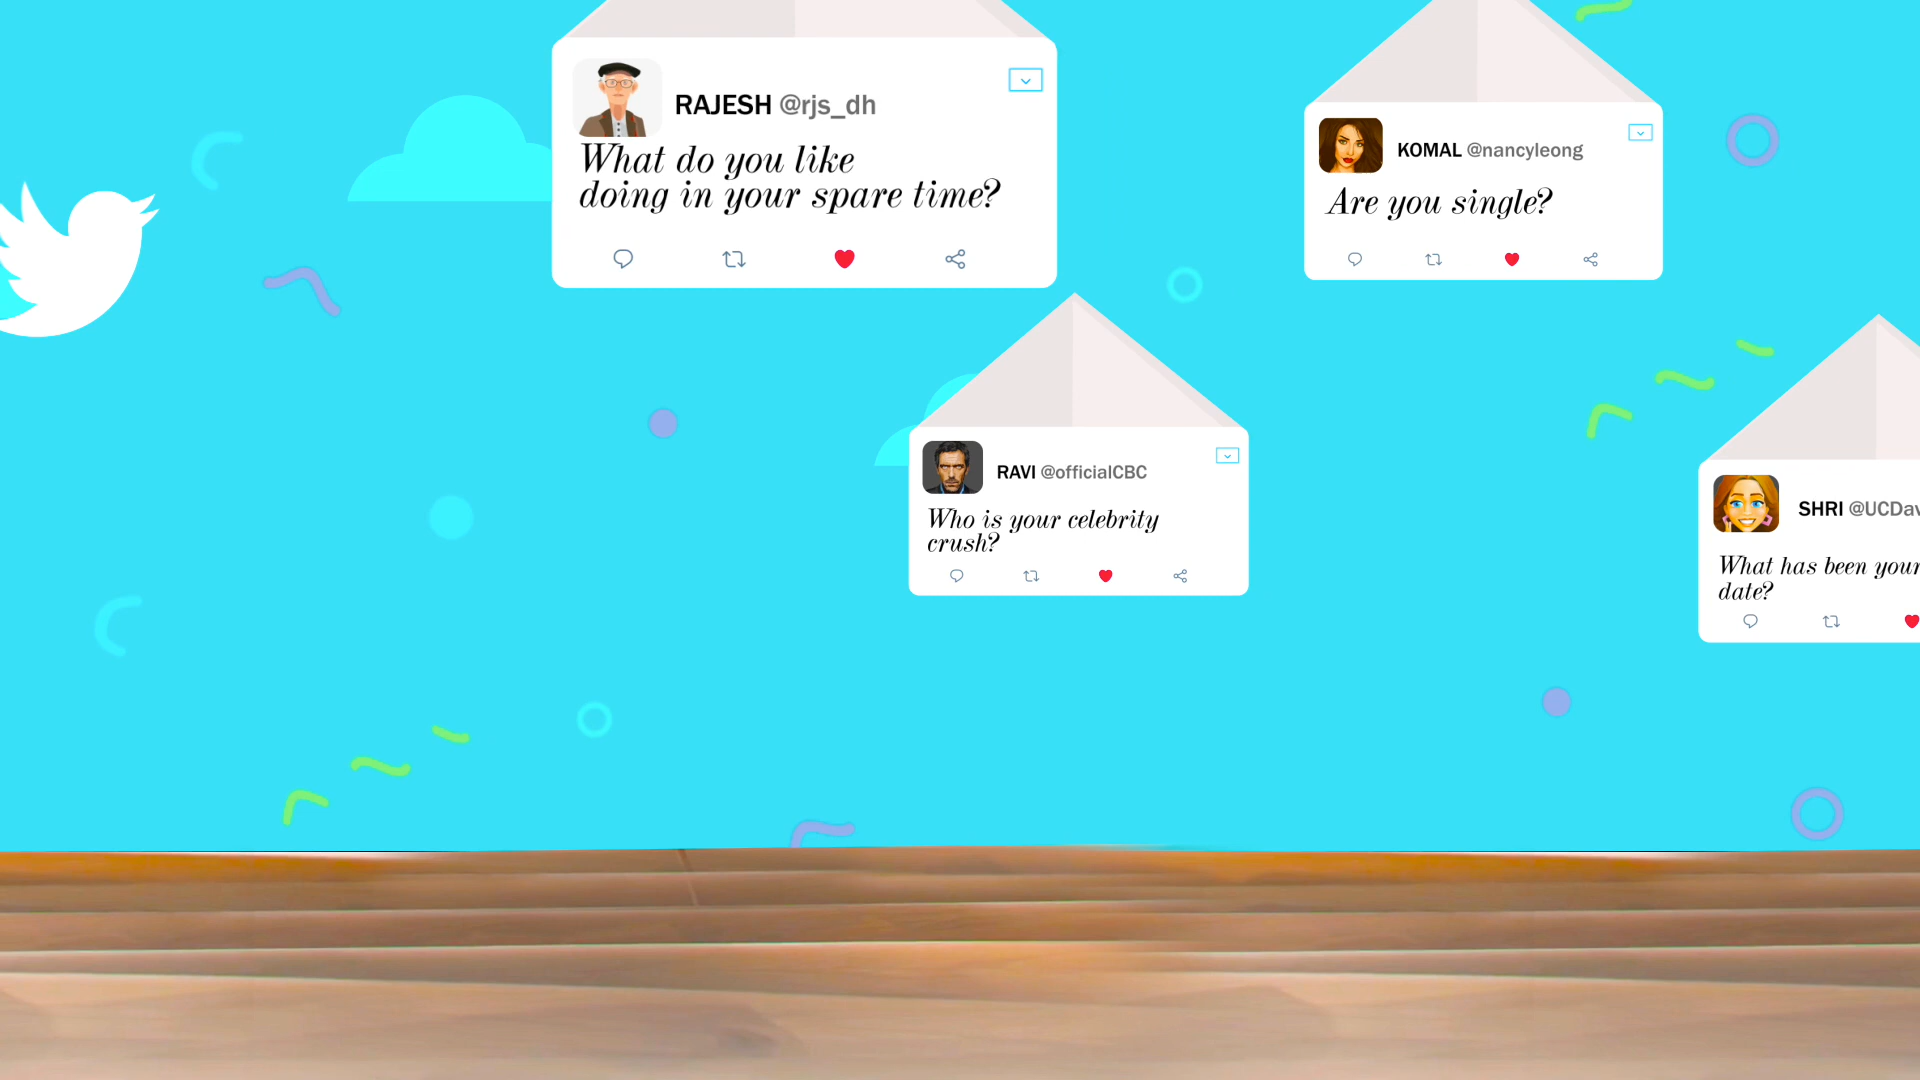 RAJESH @rjs_dh
What do you like
doing in your spare time?
KOMAL @nancyleong
Are you single?
RAVI @officialCBC
Who is your celebrity
crush?
SHRI @UCDav
What has been your
date?